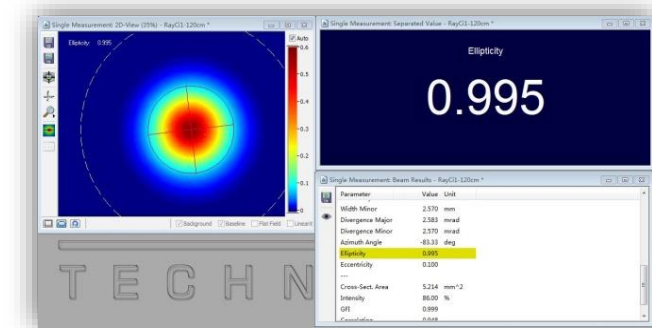 Single Measurement: 2D-View (35%) - RayCi1-120cm *
Ellipticity 0.995
Auto
0.6
0.5
0.3
0.2
0.1
0
Background Baseline Flat Field
TECHN
Single Measurement: Separated Value - RayCi1-120cm *
Ellipticity
0.995
Single Measurement: Beam Results - RayCi1-120cm *
Parameter Value Unit
Width Minor 2.570 mm
Divergence Major 2.583 mrad
Divergence Minor 2.570 mrad
Azimuth Angle -83.33 deg
Ellipticity 0.995
Eccentricity 0.100
---
Cross-Sect. Area 5.214 mm^2
Intensity 86.00 %
GFI 0.999